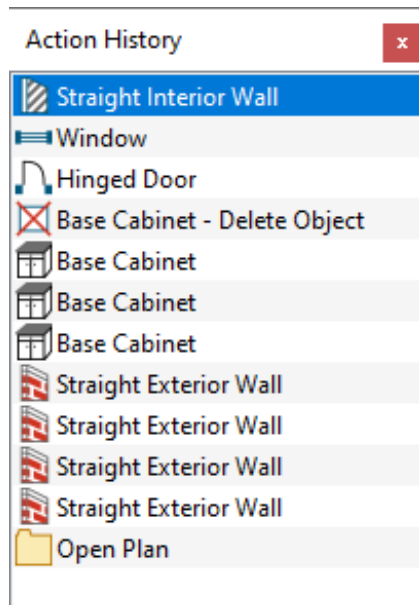 Action History
x
Straight Interior Wall
Window
Hinged Door
Base Cabinet - Delete Object
Base Cabinet
Base Cabinet
Base Cabinet
Straight Exterior Wall
Straight Exterior Wall
Straight Exterior Wall
Straight Exterior Wall
Open Plan